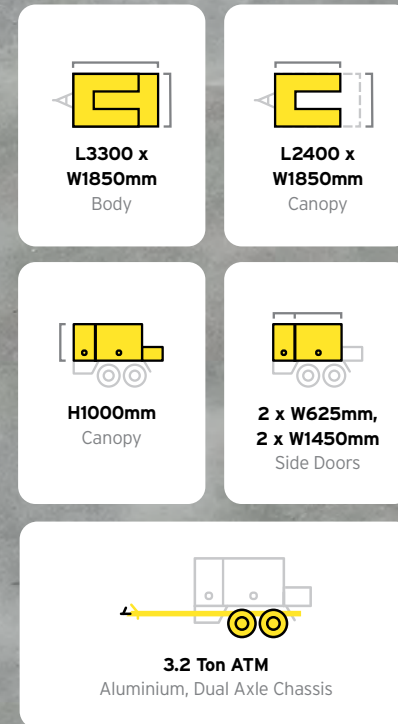 L3300 x
W1850mm
Body
L2400 x
W1850mm
Canopy
H1000mm
Canopy
2 x W625mm,
2 x W1450mm
Side Doors
3.2 Ton ATM
Aluminium, Dual Axle Chassis